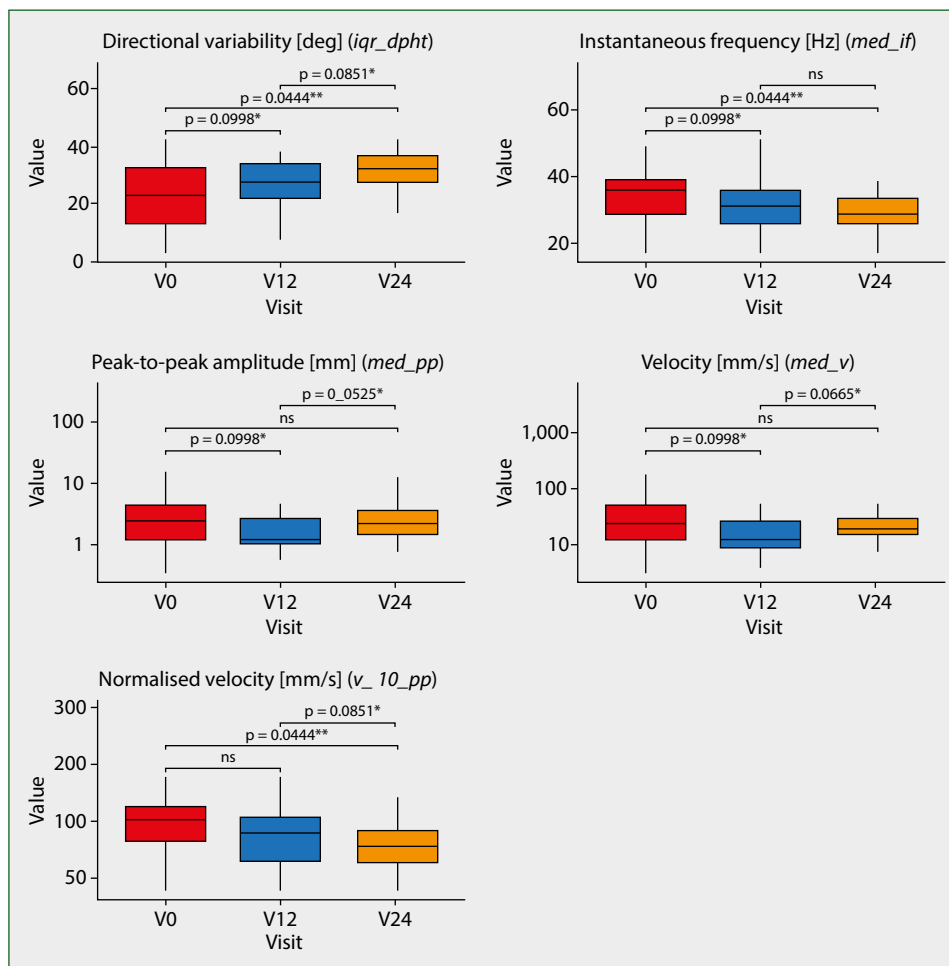 Directional variability [deg] (iqr_dpht)
p = 0.0851*
p = 0.0444**
p = 0.0998*
60
40
20
0
Value
V0 V12 V24
Visit
Instantaneous frequency [Hz] (med_if)
ns
p = 0.0444**
p = 0.0998*
60
40
20
Value
V0 V12 V24
Visit
Peak-to-peak amplitude [mm] (med_pp)
p = 0_0525*
ns
p = 0.0998*
100
10
1
Value
V0 V12 V24
Visit
Velocity [mm/s] (med_v)
p = 0.0665*
ns
p = 0.0998*
1,000
100
10
Value
V0 V12 V24
Visit
Normalised velocity [mm/s] (v_ 10_pp)
p = 0.0851*
p = 0.0444**
ns
300
200
100
50
Value
V0 V12 V24
Visit